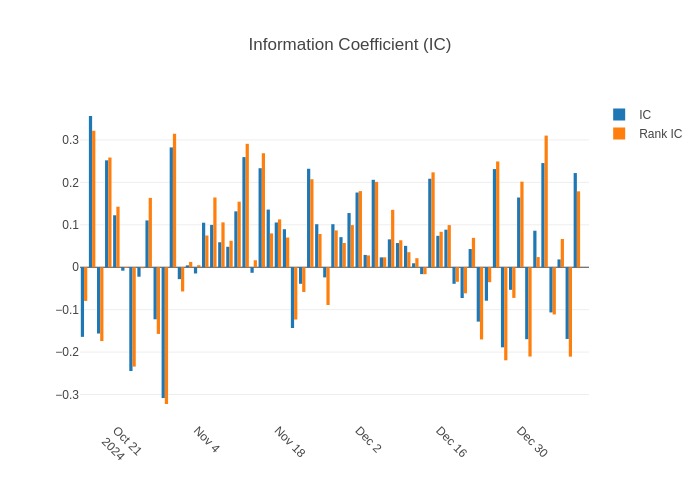 Information Coefficient (IC)
IC
Rank IC
0.3
0.2
0.1
0
−0.1
−0.2
−0.3
Oct 21
2024
Nov 4
Nov 18
Dec 2
Dec 16
Dec 30